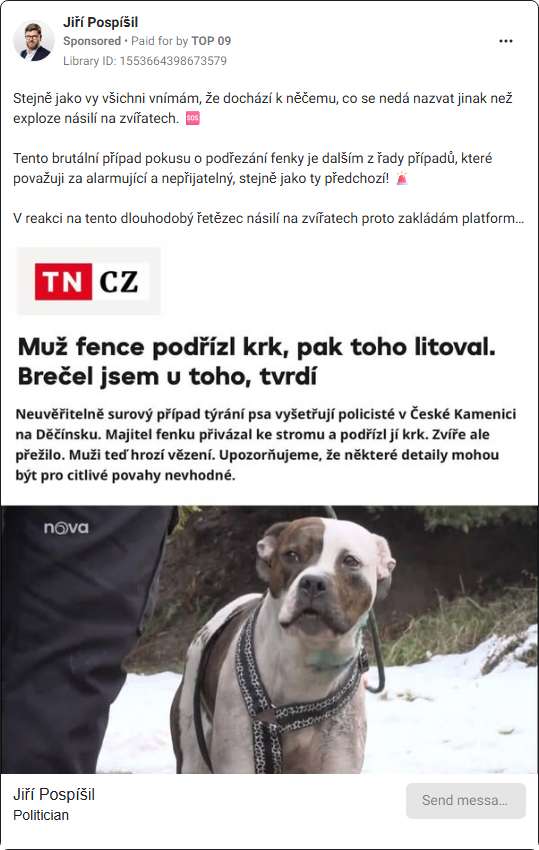 Jiří Pospíšil
Sponsored • Paid for by TOP 09
Library ID: 1553664398673579
Stejně jako vy všichni vnímám, že dochází k něčemu, co se nedá nazvat jinak než
exploze násilí na zvířatech. 🆘
Tento brutální případ pokusu o podřezání fenky je dalším z řady případů, které
považuji za alarmující a nepřijatelný, stejně jako ty předchozí! 🚨
V reakci na tento dlouhodobý řetězec násilí na zvířatech proto zakládám platform...
TN CZ
Muž fence podřízl krk, pak toho litoval.
Brečel jsem u toho, tvrdí
Neuvěřitelně surový případ týrání psa vyšetřují policisté v České Kamenici
na Děčínsku. Majitel fenku přivázal ke stromu a podřízl jí krk. Zvíře ale
přežilo. Muži teď hrozí vězení. Upozorňujeme, že některé detaily mohou
být pro citlivé povahy nevhodné.
nova
Jiří Pospíšil
Politician
Send messa...